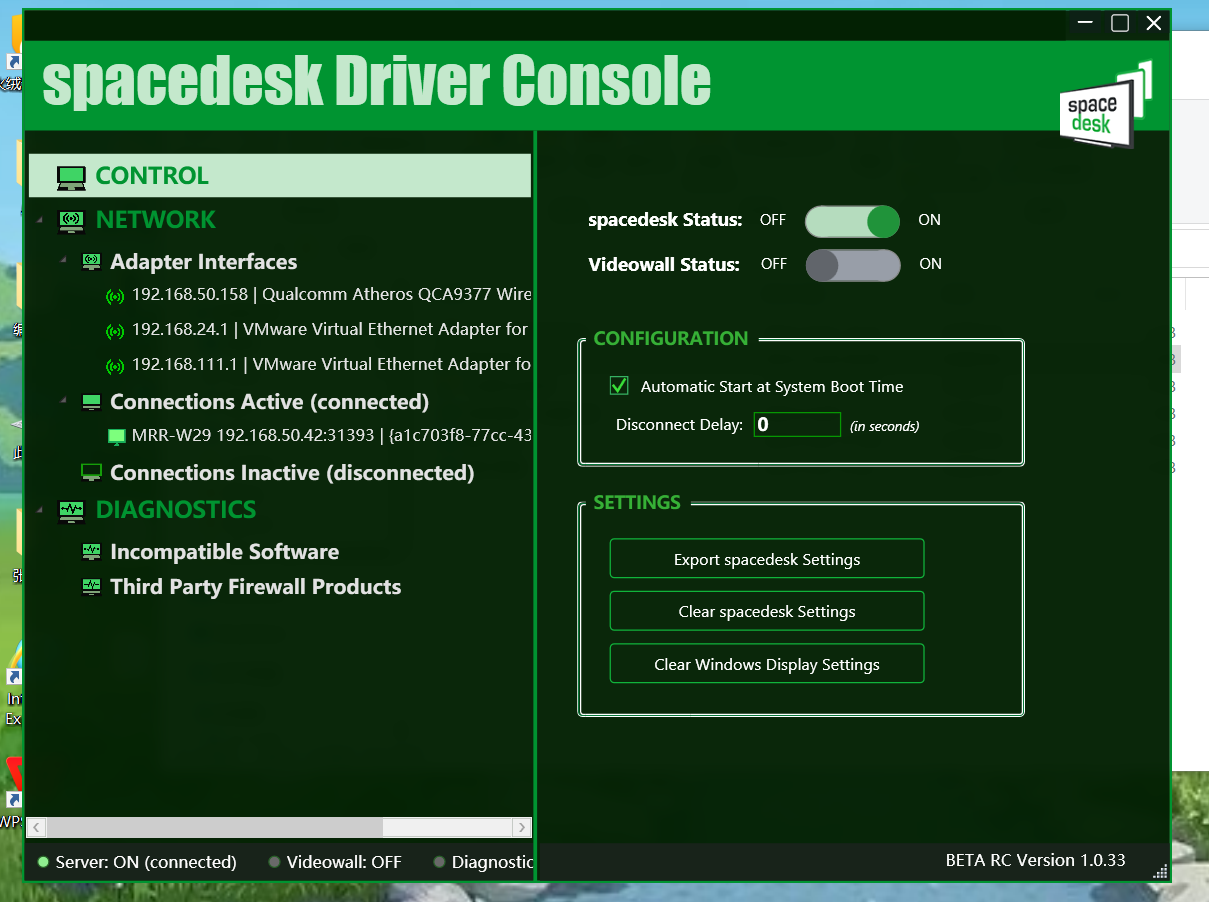 spacedesk Driver Console
space
desk
CONTROL
NETWORK
Adapter Interfaces
192.168.50.158 | Qualcomm Atheros QCA9377 Wire
192.168.24.1 | VMware Virtual Ethernet Adapter for
192.168.111.1 | VMware Virtual Ethernet Adapter fo
Connections Active (connected)
MRR-W29 192.168.50.42:31393 | {a1c703f8-77cc-43
Connections Inactive (disconnected)
DIAGNOSTICS
Incompatible Software
Third Party Firewall Products
Server: ON (connected) Videowall: OFF Diagnostic
spacedesk Status: OFF ON
Videowall Status: OFF ON
CONFIGURATION
Automatic Start at System Boot Time
Disconnect Delay: 0 (in seconds)
SETTINGS
Export spacedesk Settings
Clear spacedesk Settings
Clear Windows Display Settings
BETA RC Version 1.0.33
In
Ex
WPS